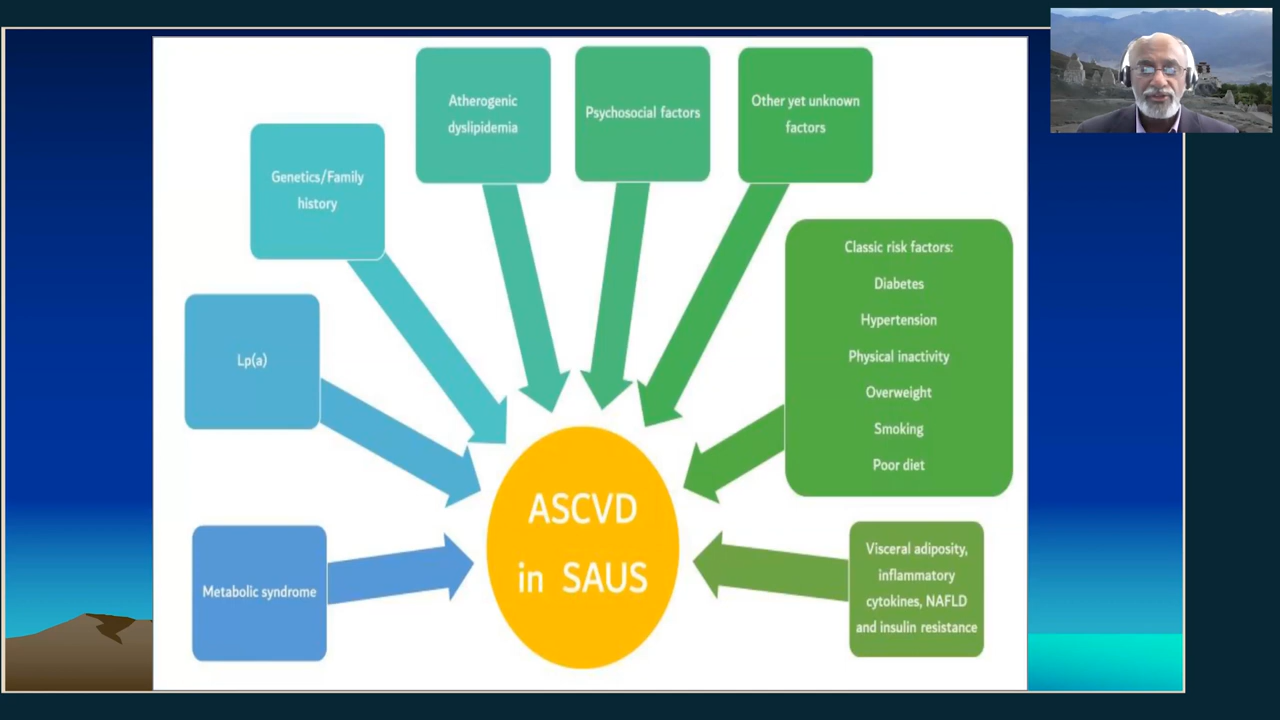 Atherogenic
dyslipidemia
Psychosocial factors
Other yet unknown
factors
Genetics/Family
history
Classic risk factors:
Diabetes
Hypertension
Physical inactivity
Overweight
Smoking
Poor diet
Lp(a)
ASCVD
in SAUS
Metabolic syndrome
Visceral adiposity,
inflammatory
cytokines, NAFLD
and insulin resistance